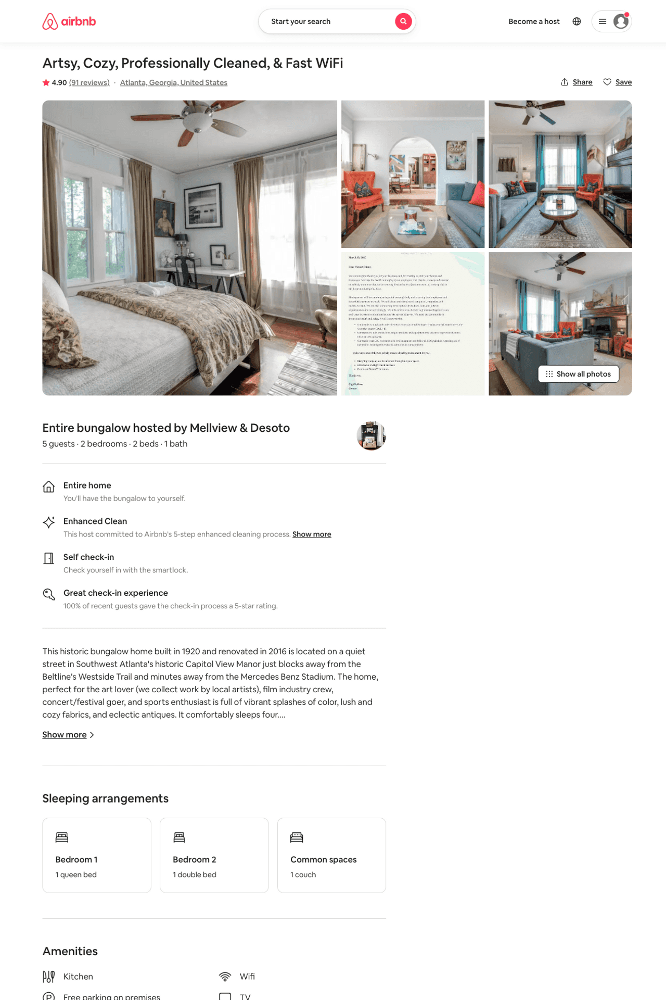 airbnb
Start your search
Become a host
Artsy, Cozy, Professionally Cleaned, & Fast WiFi
4.90 (91 reviews) · Atlanta, Georgia, United States
Share
Save
March 18, 2020
Dear Valued Client,
Thank you,
Owner
Show all photos
Entire bungalow hosted by Mellview & Desoto
5 guests · 2 bedrooms · 2 beds · 1 bath
Entire home
You'll have the bungalow to yourself.
Enhanced Clean
This host committed to Airbnb's 5-step enhanced cleaning process. Show more
Self check-in
Check yourself in with the smartlock.
Great check-in experience
100% of recent guests gave the check-in process a 5-star rating.
This historic bungalow home built in 1920 and renovated in 2016 is located on a quiet
street in Southwest Atlanta's historic Capitol View Manor just blocks away from the
Beltline's Westside Trail and minutes away from the Mercedes Benz Stadium. The home,
perfect for the art lover (we collect work by local artists), film industry crew,
concert/festival goer, and sports enthusiast is full of vibrant splashes of color, lush and
cozy fabrics, and eclectic antiques. It comfortably sleeps four....
Show more
Sleeping arrangements
Bedroom 1
1 queen bed
Bedroom 2
1 double bed
Common spaces
1 couch
Amenities
Kitchen
Wifi
Free parking on premises
TV